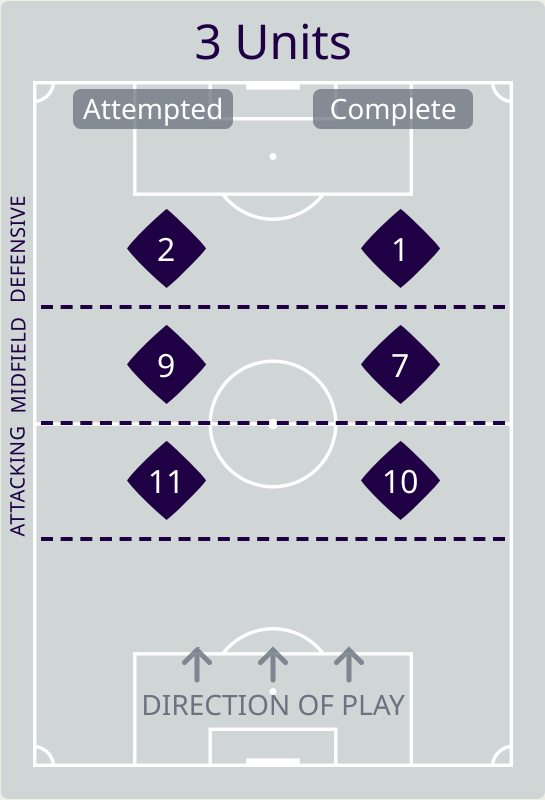 3 Units
Attempted Complete
DEFENSIVE
2 1
MIDFIELD
9 7
ATTACKING
11 10
DIRECTION OF PLAY